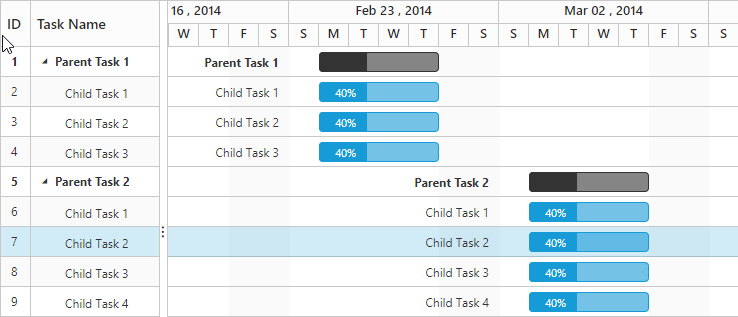 ID Task Name 16 , 2014 Feb 23 , 2014 Mar 02 , 2014
W T F S S M T W T F S S M T W T F S
1 Parent Task 1 Parent Task 1
2 Child Task 1 Child Task 1 40%
3 Child Task 2 Child Task 2 40%
4 Child Task 3 Child Task 3 40%
5 Parent Task 2 Parent Task 2
6 Child Task 1 Child Task 1 40%
7 Child Task 2 Child Task 2 40%
8 Child Task 3 Child Task 3 40%
9 Child Task 4 Child Task 4 40%